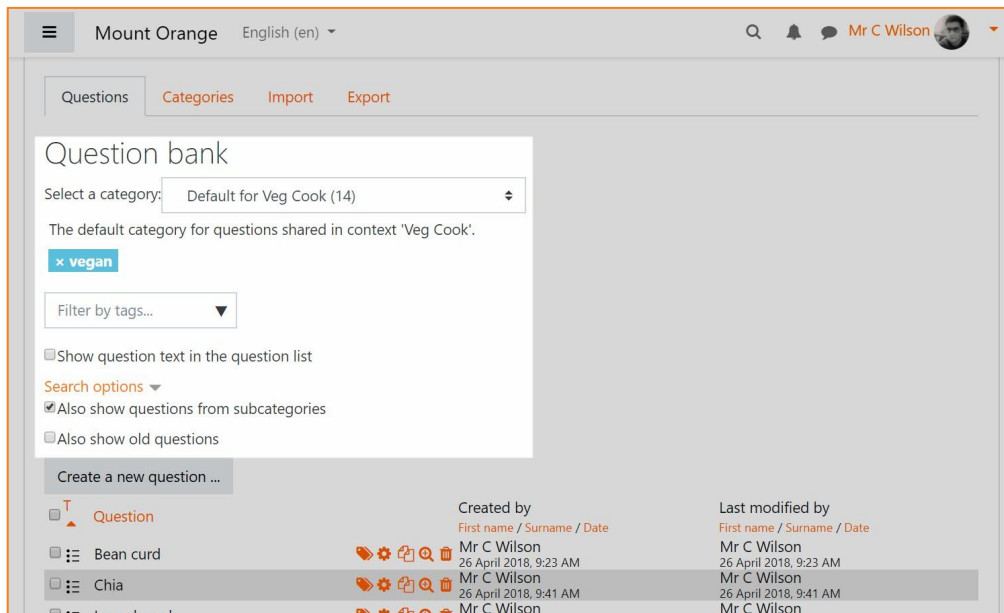 Mount Orange English (en) Mr C Wilson
Questions Categories Import Export
Question bank
Select a category: Default for Veg Cook (14)
The default category for questions shared in context 'Veg Cook'.
× vegan
Filter by tags...
Show question text in the question list
Search options
Also show questions from subcategories
Also show old questions
Create a new question ...
T Question Created by Last modified by
First name / Surname / Date First name / Surname / Date
Bean curd Mr C Wilson Mr C Wilson
26 April 2018, 9:23 AM 26 April 2018, 9:23 AM
Chia Mr C Wilson Mr C Wilson
26 April 2018, 9:41 AM 26 April 2018, 9:41 AM
Mr C Wilson Mr C Wilson